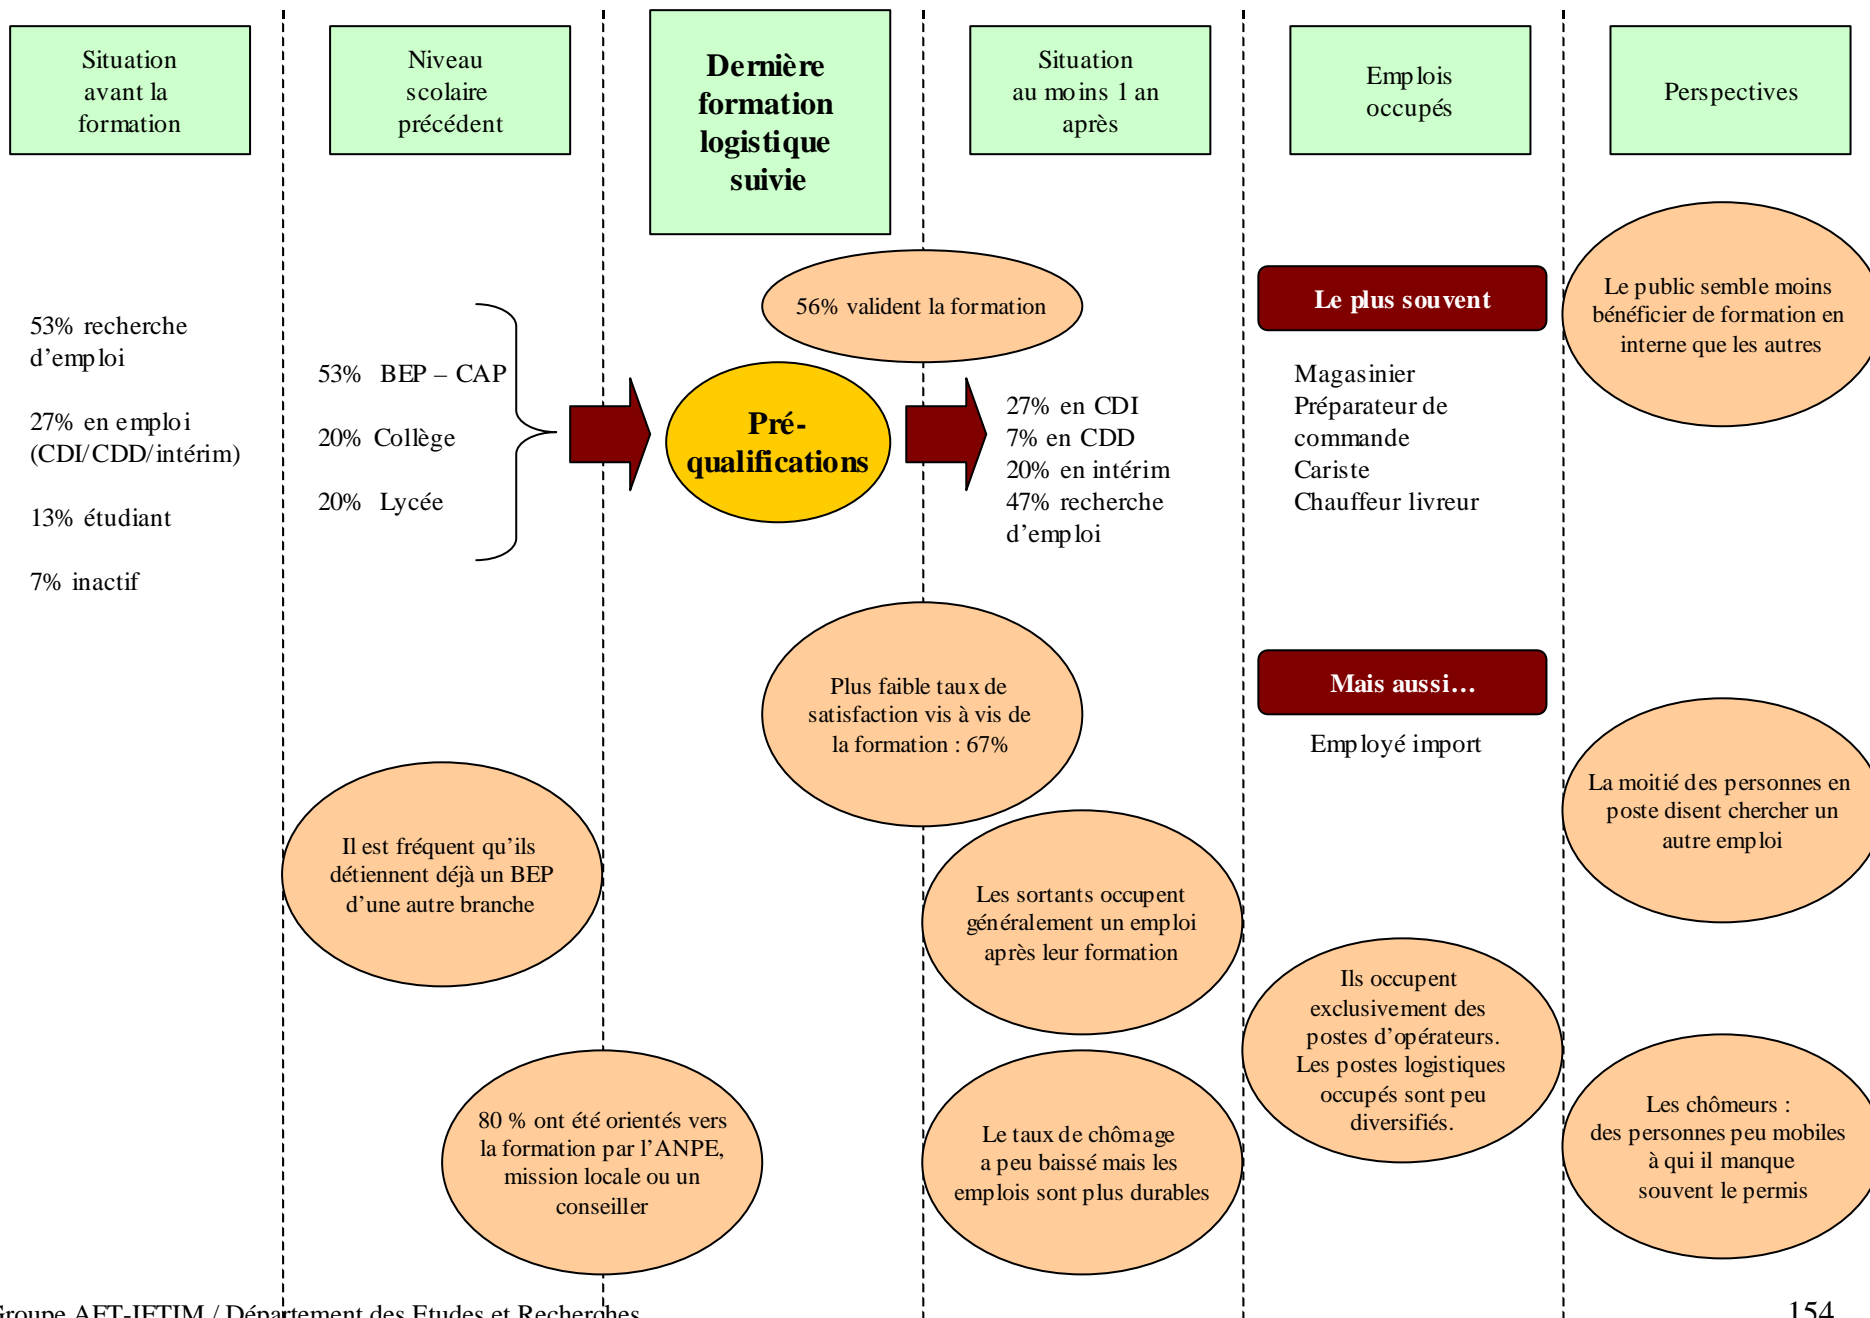 Situation
avant la
formation
Niveau
scolaire
précédent
Dernière
formation
logistique
suivie
Situation
au moins 1 an
après
Emplois
occupés
Perspectives
53% recherche
d’emploi
27% en emploi
(CDI/CDD/intérim)
13% étudiant
7% inactif
53% BEP – CAP
20% Collège
20% Lycée
56% valident la formation
Pré-
qualifications
27% en CDI
7% en CDD
20% en intérim
47% recherche
d’emploi
Le plus souvent
Magasinier
Préparateur de
commande
Cariste
Chauffeur livreur
Le public semble moins
bénéficier de formation en
interne que les autres
Plus faible taux de
satisfaction vis à vis de
la formation : 67%
Mais aussi…
Employé import
La moitié des personnes en
poste disent chercher un
autre emploi
Il est fréquent qu’ils
détiennent déjà un BEP
d’une autre branche
Les sortants occupent
généralement un emploi
après leur formation
Ils occupent
exclusivement des
postes d’opérateurs.
Les postes logistiques
occupés sont peu
diversifiés.
80 % ont été orientés vers
la formation par l’ANPE,
mission locale ou un
conseiller
Le taux de chômage
a peu baissé mais les
emplois sont plus durables
Les chômeurs :
des personnes peu mobiles
à qui il manque
souvent le permis
Groupe AFT-IFTIM / Département des Etudes et Recherches
154